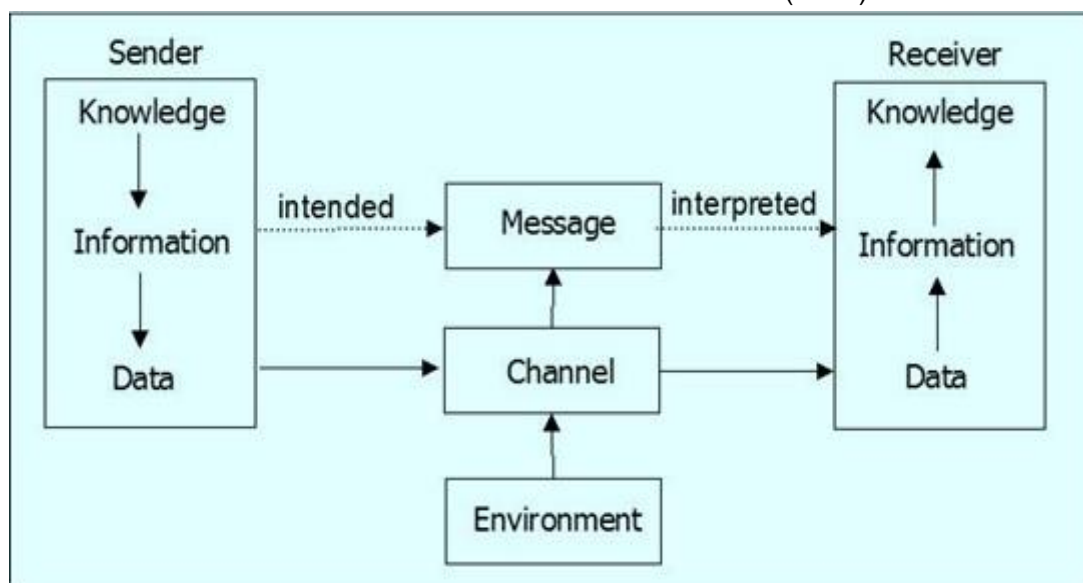 Sender
Receiver
Knowledge
Knowledge
intended
Message
interpreted
Information
Information
Data
Channel
Data
Environment